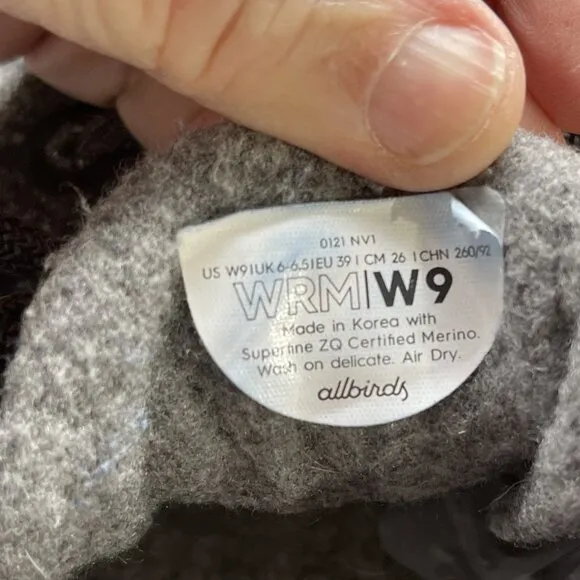 0121 NV1
US W9|UK 6-6.5|EU 39 | CM 26 | CHN 260/92
WRM|W9
Made in Korea with
Superfine ZQ Certified Merino.
Wash on delicate. Air Dry.
allbirds